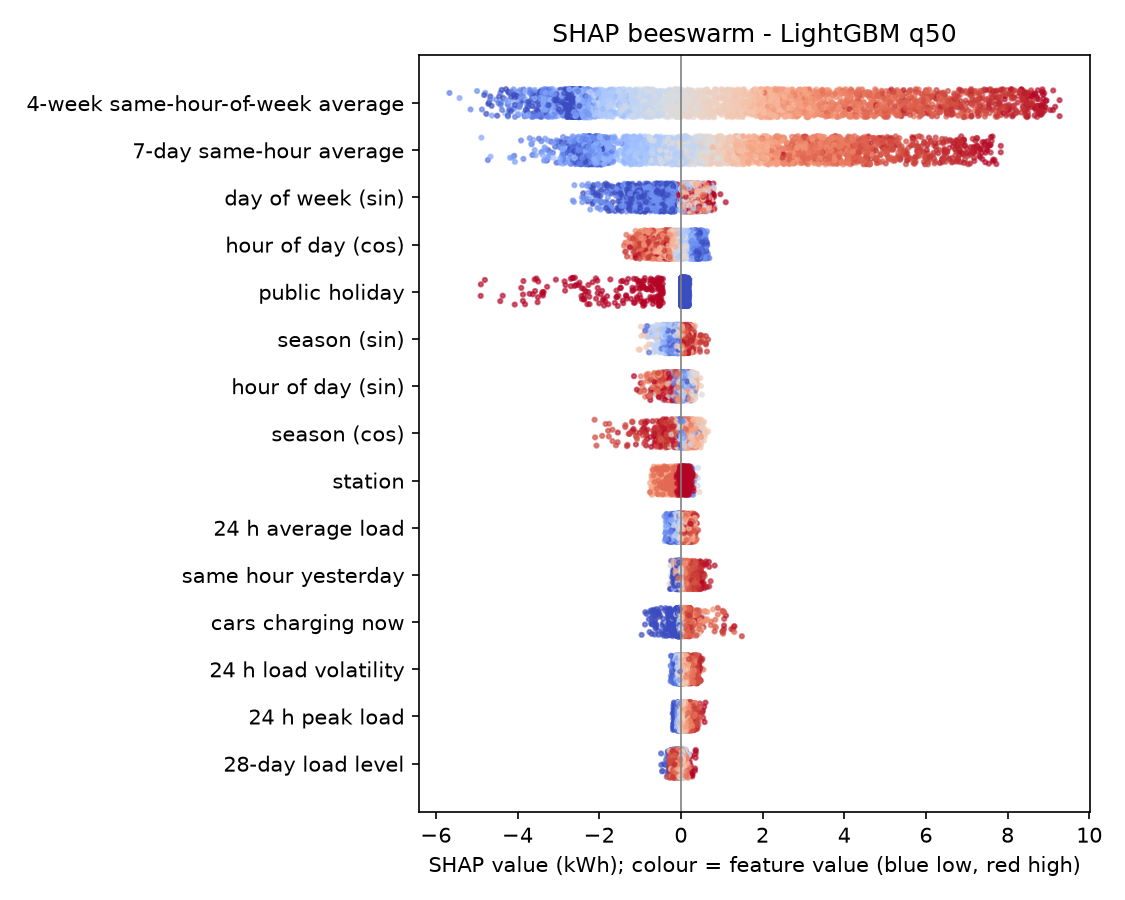 SHAP beeswarm - LightGBM q50
4-week same-hour-of-week average
7-day same-hour average
day of week (sin)
hour of day (cos)
public holiday
season (sin)
hour of day (sin)
season (cos)
station
24 h average load
same hour yesterday
cars charging now
24 h load volatility
24 h peak load
28-day load level
−6 −4 −2 0 2 4 6 8 10
SHAP value (kWh); colour = feature value (blue low, red high)